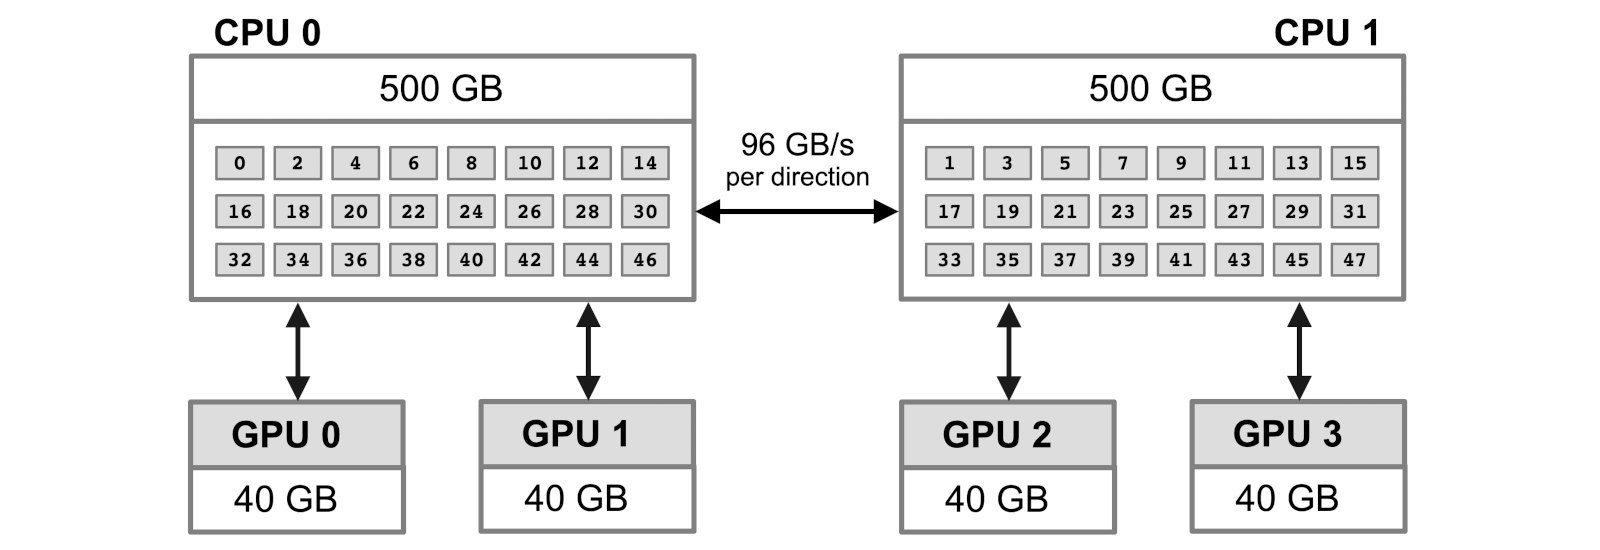 CPU 0
500 GB
0 2 4 6 8 10 12 14
16 18 20 22 24 26 28 30
32 34 36 38 40 42 44 46
96 GB/s
per direction
CPU 1
500 GB
1 3 5 7 9 11 13 15
17 19 21 23 25 27 29 31
33 35 37 39 41 43 45 47
GPU 0
40 GB
GPU 1
40 GB
GPU 2
40 GB
GPU 3
40 GB